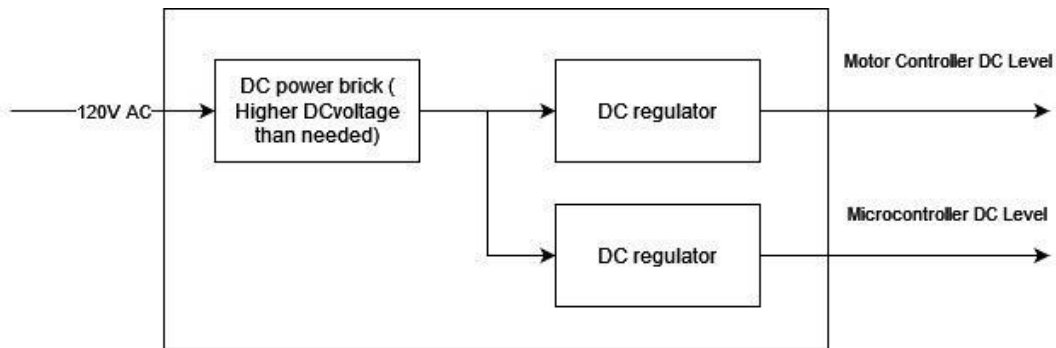 120V AC
DC power brick (
Higher DCvoltage
than needed)
DC regulator
Motor Controller DC Level
DC regulator
Microcontroller DC Level